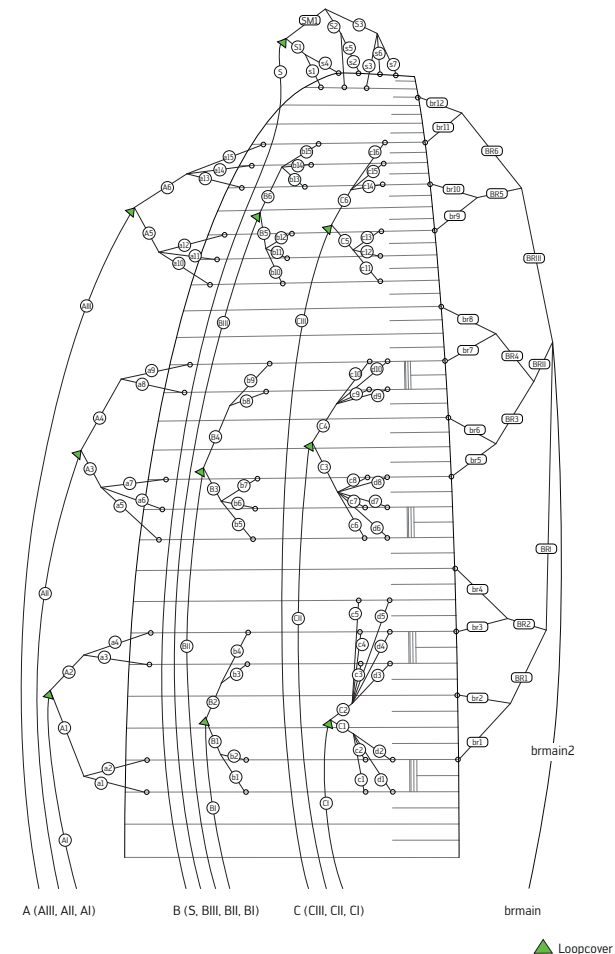 SM1
S3
S2
S1
s5
s6
s4
s2
s3
s7
S
s1
br12
br11
a15
b15
c16
BR6
a14
b14
c15
A6
a13
b13
c14
br10
BR5
B6
C6
br9
A5
a12
B5
b12
C5
c13
a11
b11
c12
a10
b10
c11
BRIII
AIII
BIII
CIII
br8
br7
BR4
BRII
a9
b9
c10
d10
a8
b8
c9
d9
A4
B4
C4
BR3
br6
br5
A3
B3
C3
a7
b7
c8
d8
a6
b6
c7
d7
a5
b5
c6
d6
BRI
AII
br4
c5
d5
CII
br3
BR2
a4
b4
c4
d4
BII
a3
b3
c3
d3
A2
BR1
B2
C2
br2
A1
C1
B1
br1
a2
b2
c2
d2
brmain2
a1
b1
c1
d1
BI
CI
AI
A (AIII, AII, AI)
B (S, BIII, BII, BI)
C (CIII, CII, CI)
brmain
Loopcover